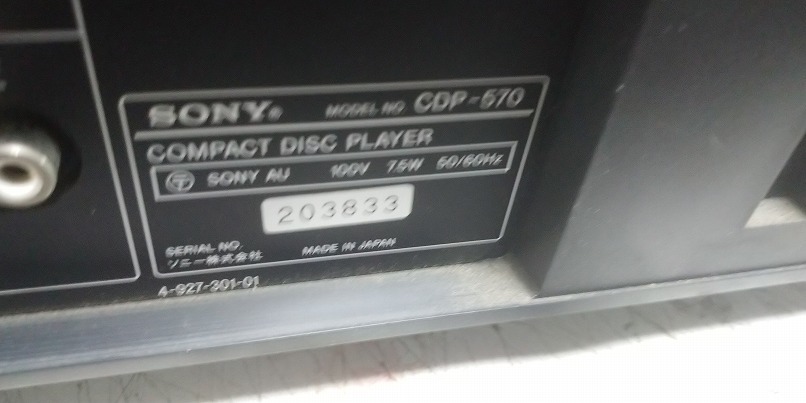 SONY®
MODEL NO. CDP-570
COMPACT DISC PLAYER
SONY AU 100V 7.5W 50/60Hz
203833
SERIAL NO.
MADE IN JAPAN
ソニー株式会社
4-927-301-01